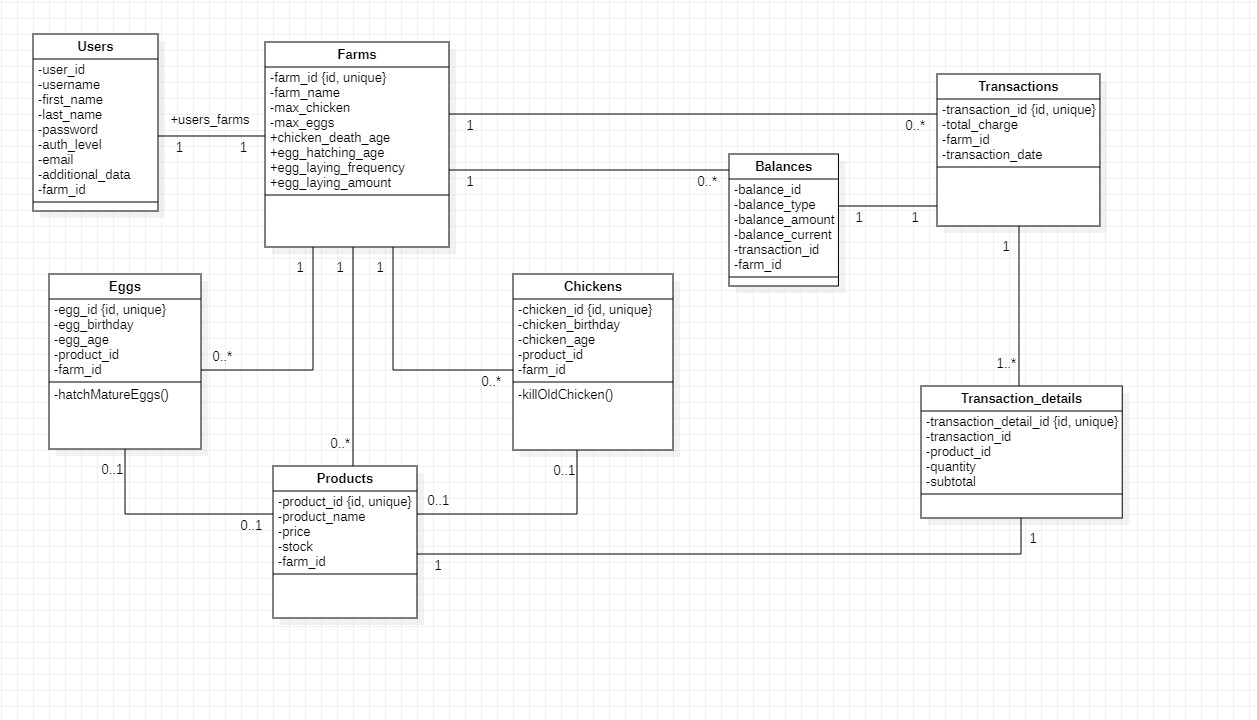 Users
-user_id
-username
-first_name
-last_name
-password
-auth_level
-email
-additional_data
-farm_id
+users_farms
1
1
Farms
-farm_id {id, unique}
-farm_name
-max_chicken
-max_eggs
+chicken_death_age
+egg_hatching_age
+egg_laying_frequency
+egg_laying_amount
1
0..*
1
0..*
Transactions
-transaction_id {id, unique}
-total_charge
-farm_id
-transaction_date
Balances
-balance_id
-balance_type
-balance_amount
-balance_current
-transaction_id
-farm_id
1
1
1
1
1
1
Eggs
-egg_id {id, unique}
-egg_birthday
-egg_age
-product_id
-farm_id
-hatchMatureEggs()
0..*
Chickens
-chicken_id {id, unique}
-chicken_birthday
-chicken_age
-product_id
-farm_id
-killOldChicken()
0..*
1..*
Transaction_details
-transaction_detail_id {id, unique}
-transaction_id
-product_id
-quantity
-subtotal
0..*
0..1
0..1
0..1
0..1
Products
-product_id {id, unique}
-product_name
-price
-stock
-farm_id
1
1